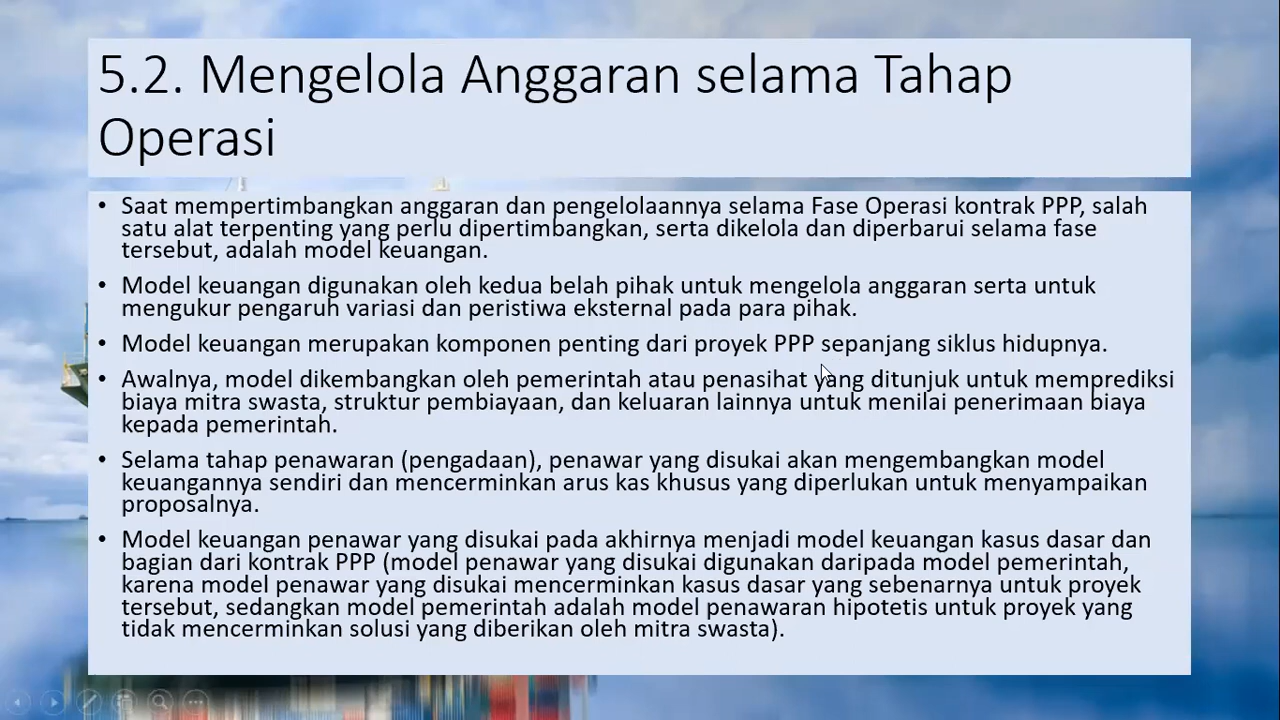 5.2. Mengelola Anggaran selama Tahap
Operasi
• Saat mempertimbangkan anggaran dan pengelolaannya selama Fase Operasi kontrak PPP, salah
satu alat terpenting yang perlu dipertimbangkan, serta dikelola dan diperbarui selama fase
tersebut, adalah model keuangan.
• Model keuangan digunakan oleh kedua belah pihak untuk mengelola anggaran serta untuk
mengukur pengaruh variasi dan peristiwa eksternal pada para pihak.
• Model keuangan merupakan komponen penting dari proyek PPP sepanjang siklus hidupnya.
• Awalnya, model dikembangkan oleh pemerintah atau penasihat yang ditunjuk untuk memprediksi
biaya mitra swasta, struktur pembiayaan, dan keluaran lainnya untuk menilai penerimaan biaya
kepada pemerintah.
• Selama tahap penawaran (pengadaan), penawar yang disukai akan mengembangkan model
keuangannya sendiri dan mencerminkan arus kas khusus yang diperlukan untuk menyampaikan
proposalnya.
• Model keuangan penawar yang disukai pada akhirnya menjadi model keuangan kasus dasar dan
bagian dari kontrak PPP (model penawar yang disukai digunakan daripada model pemerintah,
karena model penawar yang disukai mencerminkan kasus dasar yang sebenarnya untuk proyek
tersebut, sedangkan model pemerintah adalah model penawaran hipotetis untuk proyek yang
tidak mencerminkan solusi yang diberikan oleh mitra swasta).